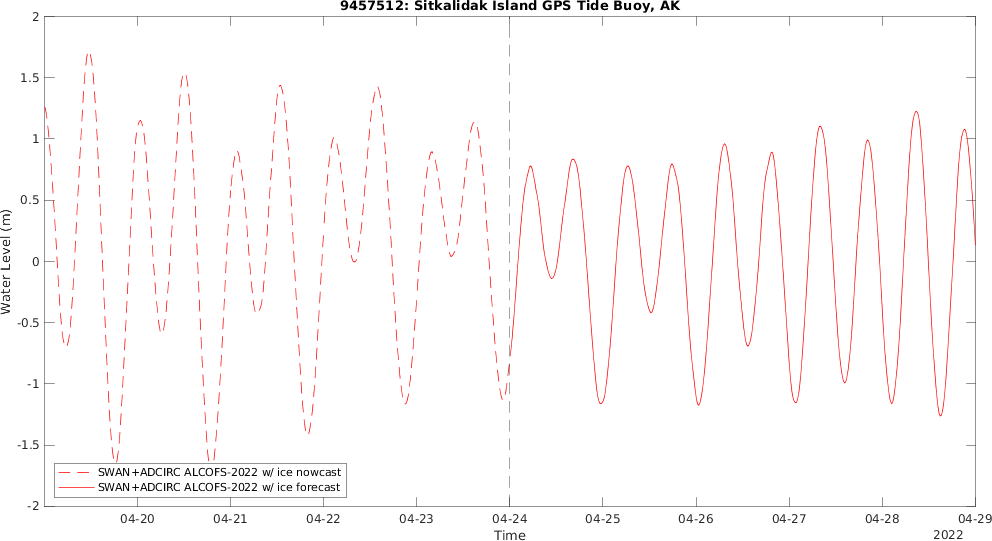 9457512: Sitkalidak Island GPS Tide Buoy, AK
2
1.5
1
0.5
0
-0.5
-1
-1.5
-2
Water Level (m)
SWAN+ADCIRC ALCOFS-2022 w/ ice nowcast
SWAN+ADCIRC ALCOFS-2022 w/ ice forecast
04-20 04-21 04-22 04-23 04-24 04-25 04-26 04-27 04-28 04-29
Time
2022